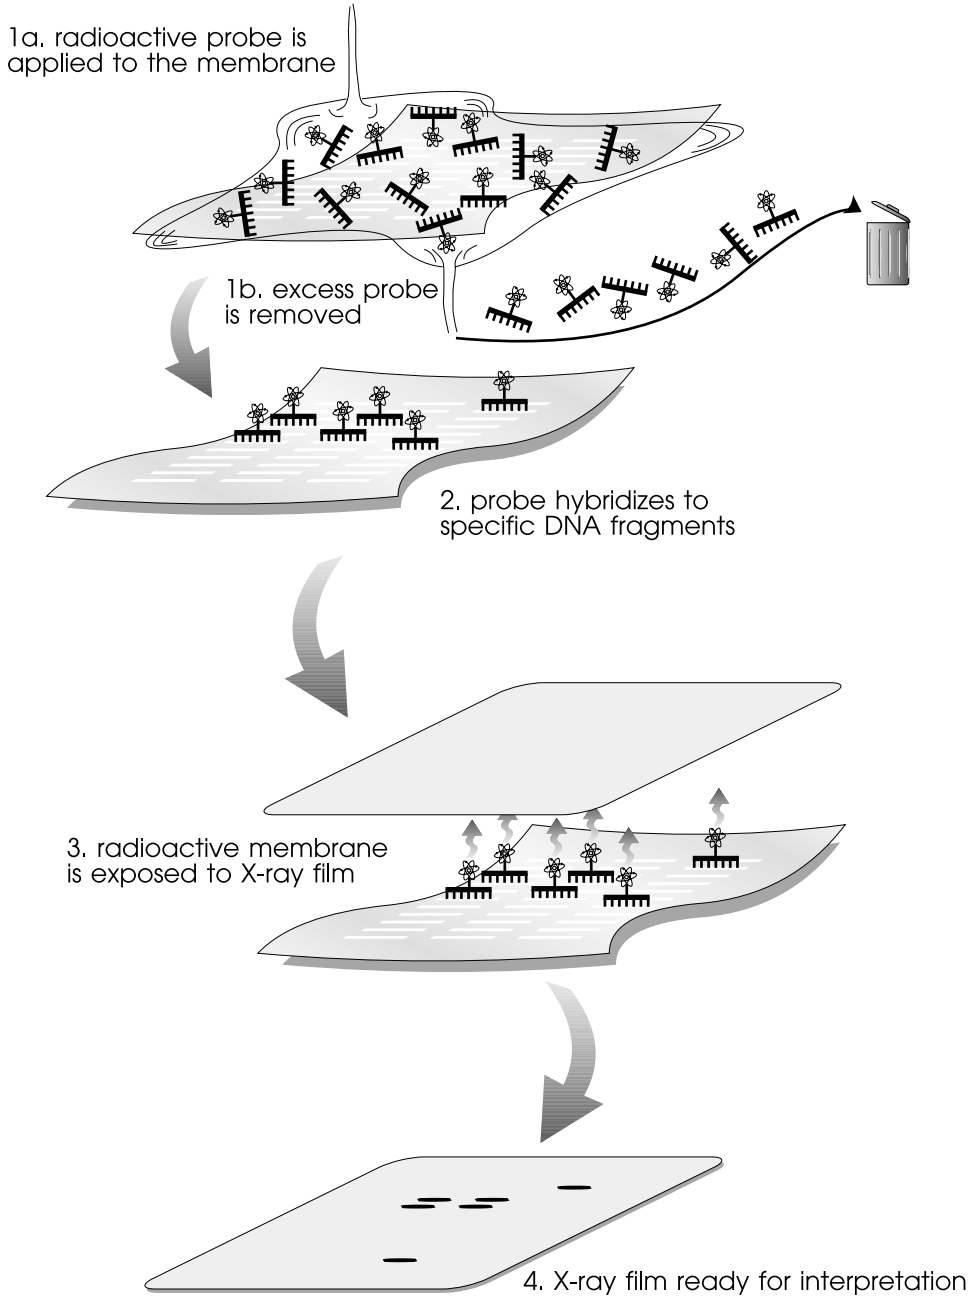 1a. radioactive probe is
applied to the membrane
1b. excess probe
is removed
2. probe hybridizes to
specific DNA fragments
3. radioactive membrane
is exposed to X-ray film
4. X-ray film ready for interpretation